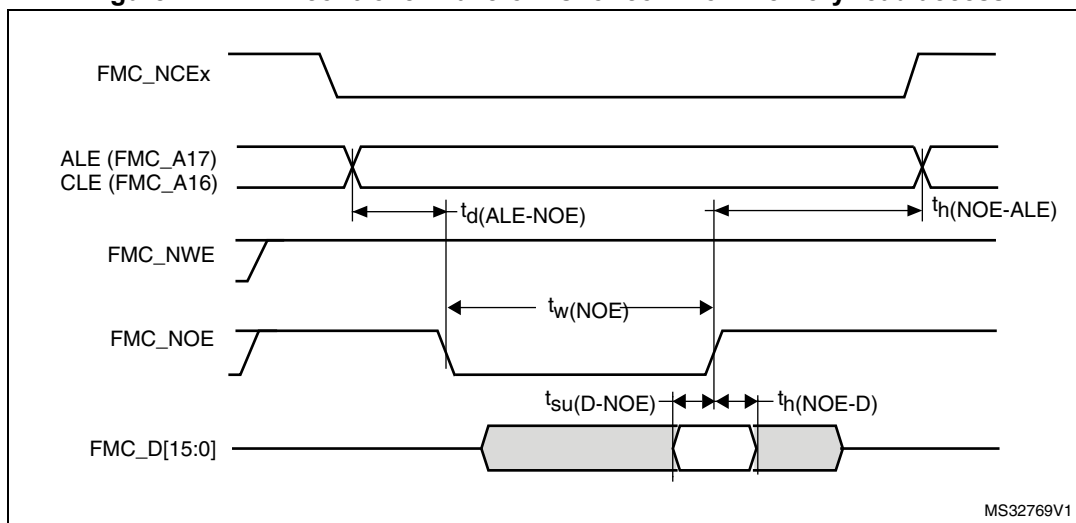 FMC_NCEx
ALE (FMC_A17)
CLE (FMC_A16)
td(ALE-NOE)
th(NOE-ALE)
FMC_NWE
tw(NOE)
FMC_NOE
tsu(D-NOE)
th(NOE-D)
FMC_D[15:0]
MS32769V1